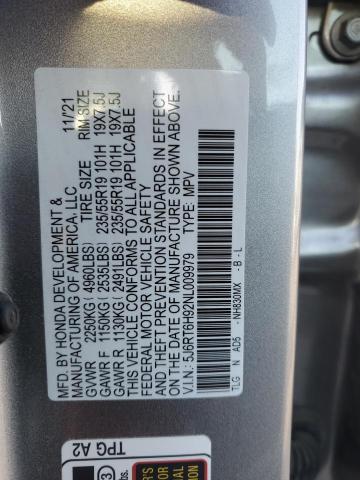 MFD. BY HONDA DEVELOPMENT & 11/'21
MANUFACTURING OF AMERICA, LLC
TIRE SIZE RIM SIZE
GVWR 2250KG( 4960LBS)
GAWR F 1150KG( 2535LBS) 235/55R19 101H 19X7.5J
GAWR R 1130KG( 2491LBS) 235/55R19 101H 19X7.5J
THIS VEHICLE CONFORMS TO ALL APPLICABLE
FEDERAL MOTOR VEHICLE SAFETY
AND THEFT PREVENTION STANDARDS IN EFFECT
ON THE DATE OF MANUFACTURE SHOWN ABOVE.
V.I.N.: 5J6RT6H92NL009979 TYPE: MPV
TLG N AD5 -NH830MX - B - L
TPG A2